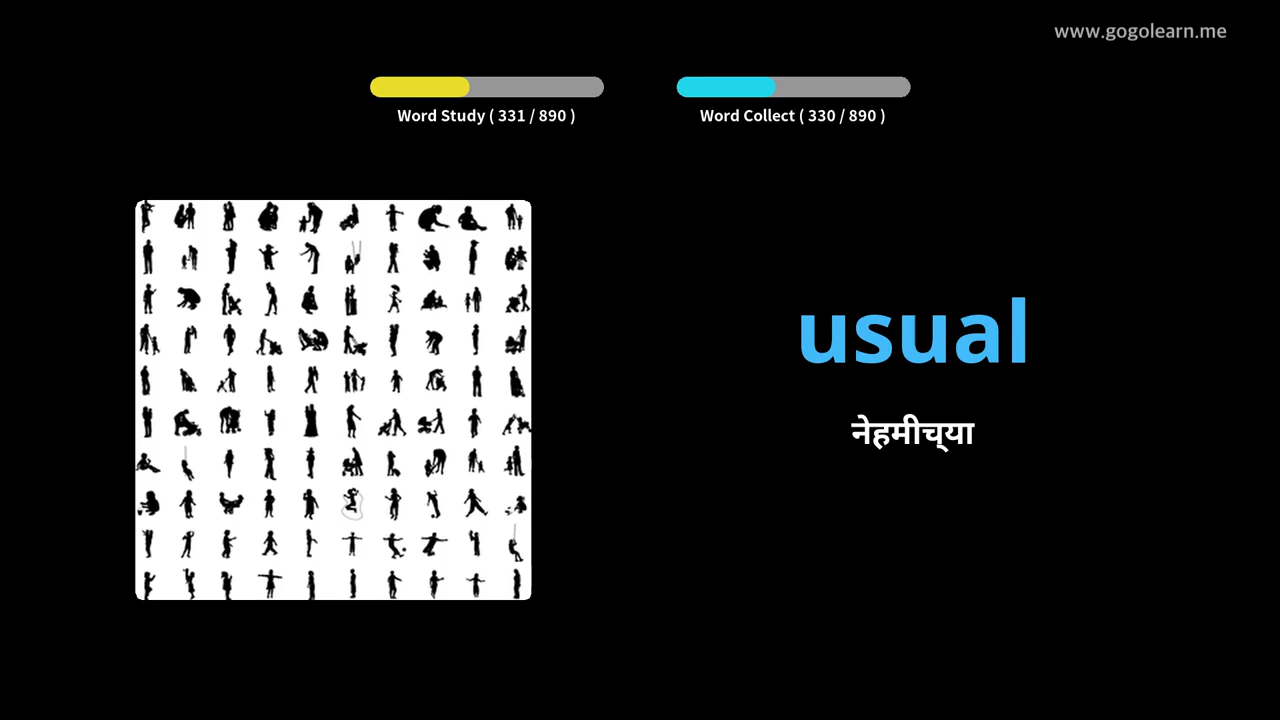 www.gogolearn.me
Word Study ( 331 / 890 )
Word Collect ( 330 / 890 )
usual
नेहमीच्या